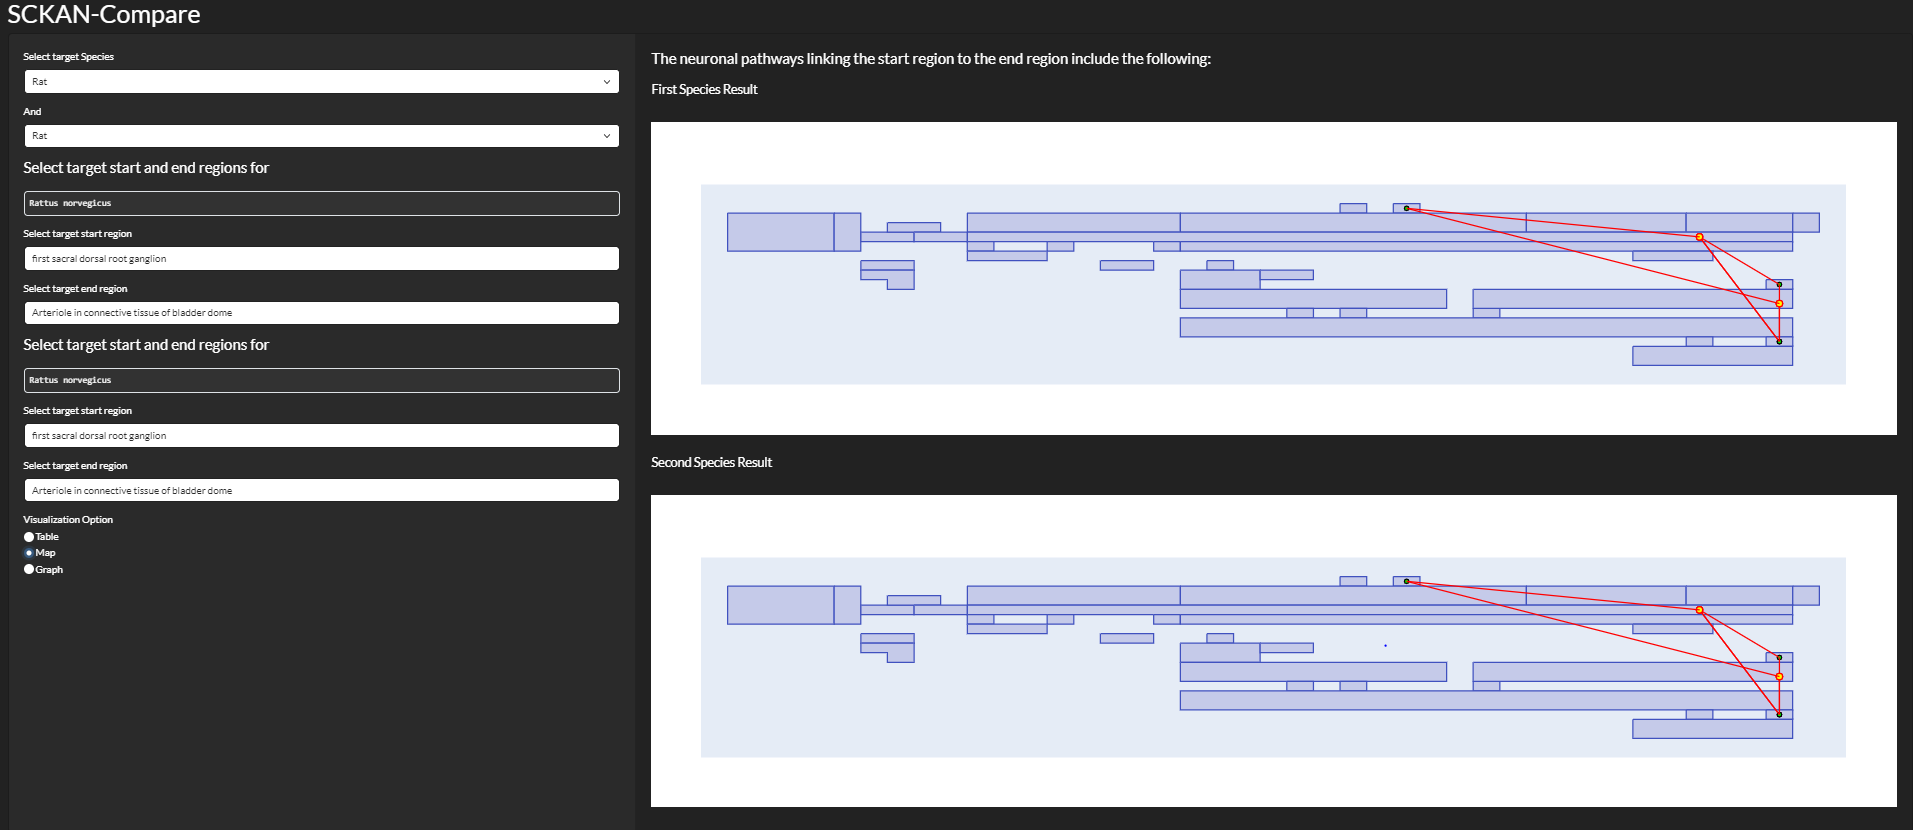 SCKAN-Compare
Select target Species
Rat
And
Rat
Select target start and end regions for
Rattus norvegicus
Select target start region
first sacral dorsal root ganglion
Select target end region
Arteriole in connective tissue of bladder dome
Select target start and end regions for
Rattus norvegicus
Select target start region
first sacral dorsal root ganglion
Select target end region
Arteriole in connective tissue of bladder dome
Visualization Option
Table
Map
Graph
The neuronal pathways linking the start region to the end region include the following:
First Species Result
Second Species Result